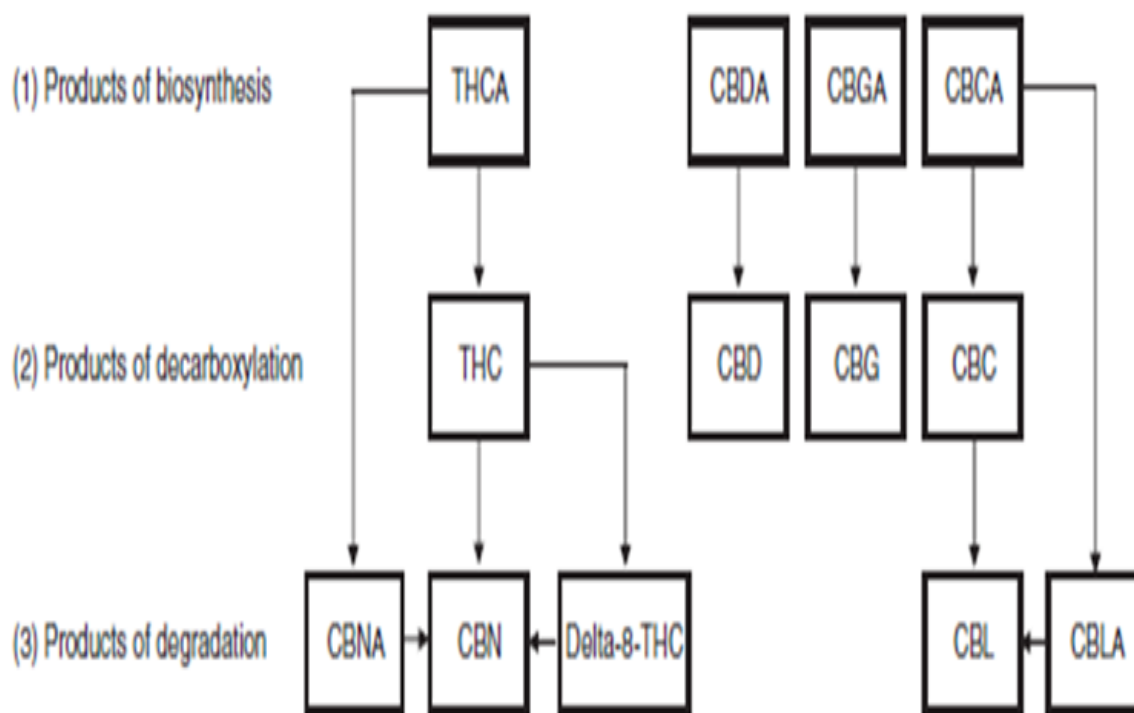 (1) Products of biosynthesis THCA CBDA CBGA CBCA
(2) Products of decarboxylation THC CBD CBG CBC
(3) Products of degradation CBNA CBN Delta-8-THC CBL CBLA